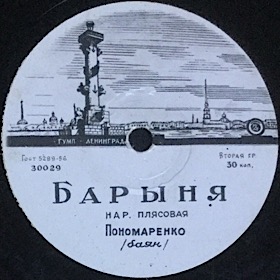 ГУМП - ЛЕНИНГРАД
Гост 5289-56
30029
Вторая гр.
30 коп.
БАРЫНЯ
НАР. ПЛЯСОВАЯ
ПОНОМАРЕНКО
/баян/